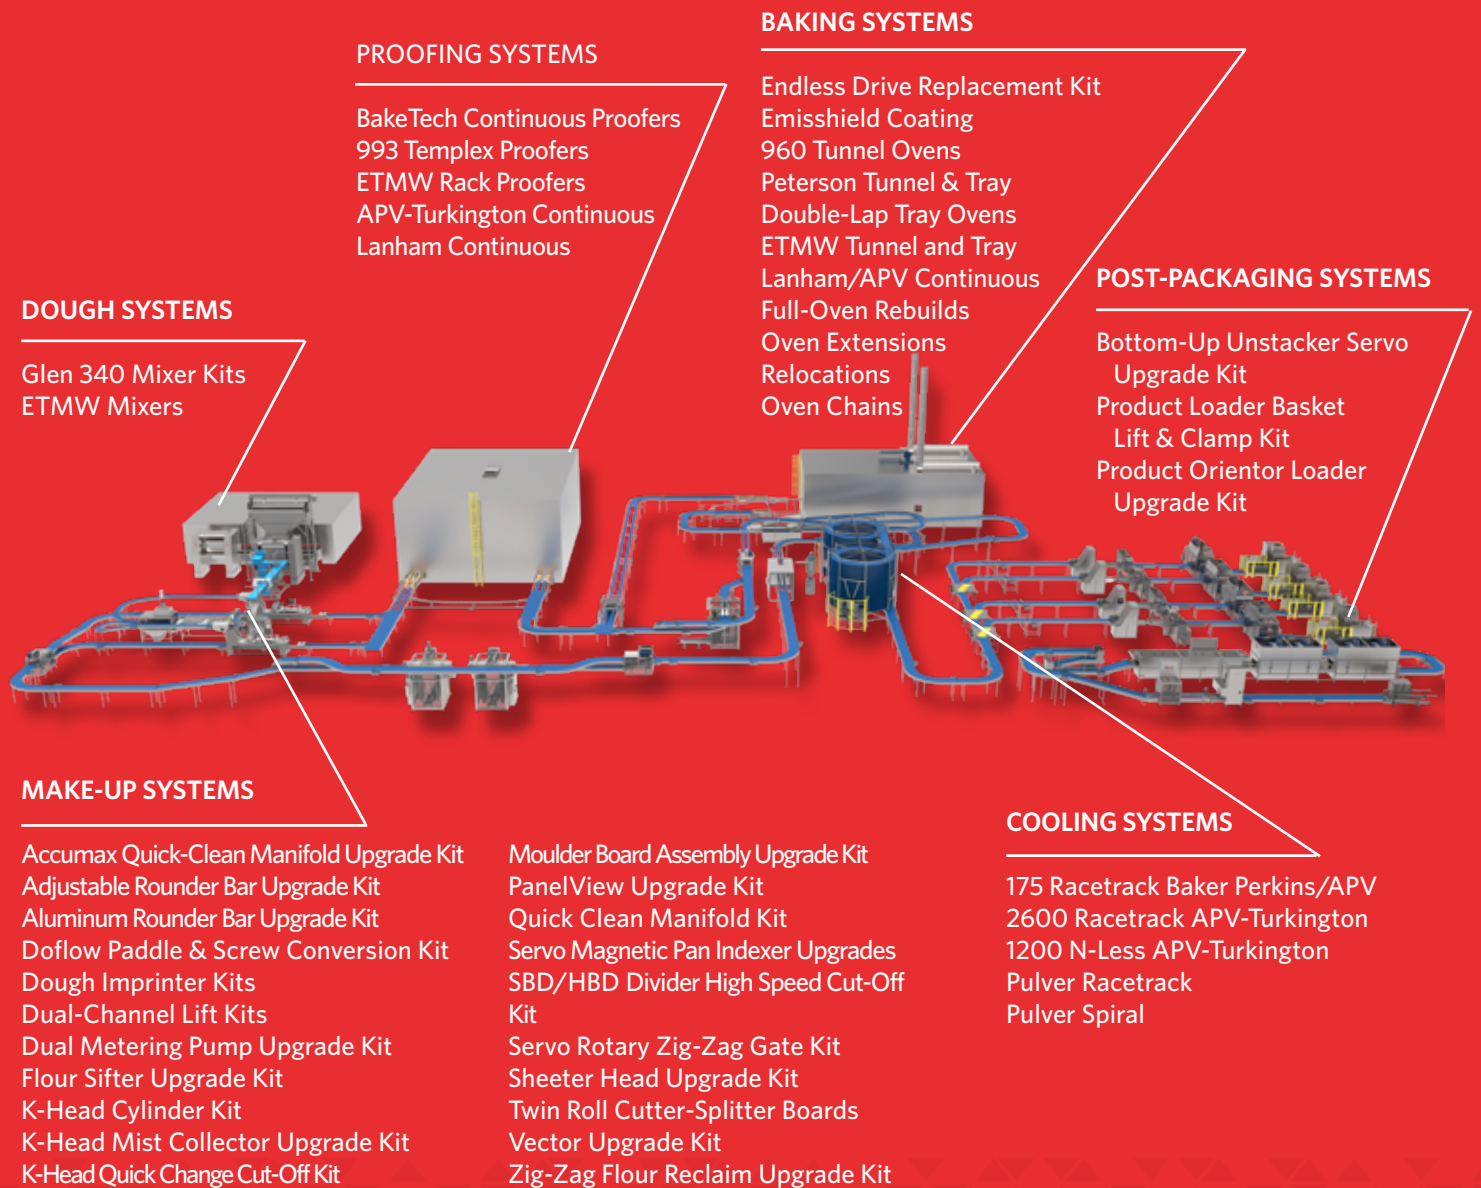 BAKING SYSTEMS
Endless Drive Replacement Kit
Emisshield Coating
960 Tunnel Ovens
Peterson Tunnel & Tray
Double-Lap Tray Ovens
ETMW Tunnel and Tray
Lanham/APV Continuous
Full-Oven Rebuilds
Oven Extensions
Relocations
Oven Chains
PROOFING SYSTEMS
BakeTech Continuous Proofers
993 Templex Proofers
ETMW Rack Proofers
APV-Turkington Continuous
Lanham Continuous
POST-PACKAGING SYSTEMS
Bottom-Up Unstacker Servo
Upgrade Kit
Product Loader Basket
Lift & Clamp Kit
Product Orientor Loader
Upgrade Kit
DOUGH SYSTEMS
Glen 340 Mixer Kits
ETMW Mixers
MAKE-UP SYSTEMS
Accumax Quick-Clean Manifold Upgrade Kit
Adjustable Rounder Bar Upgrade Kit
Aluminum Rounder Bar Upgrade Kit
Doflow Paddle & Screw Conversion Kit
Dough Imprinter Kits
Dual-Channel Lift Kits
Dual Metering Pump Upgrade Kit
Flour Sifter Upgrade Kit
K-Head Cylinder Kit
K-Head Mist Collector Upgrade Kit
K-Head Quick Change Cut-Off Kit
Moulder Board Assembly Upgrade Kit
PanelView Upgrade Kit
Quick Clean Manifold Kit
Servo Magnetic Pan Indexer Upgrades
SBD/HBD Divider High Speed Cut-Off
Kit
Servo Rotary Zig-Zag Gate Kit
Sheeter Head Upgrade Kit
Twin Roll Cutter-Splitter Boards
Vector Upgrade Kit
Zig-Zag Flour Reclaim Upgrade Kit
COOLING SYSTEMS
175 Racetrack Baker Perkins/APV
2600 Racetrack APV-Turkington
1200 N-Less APV-Turkington
Pulver Racetrack
Pulver Spiral